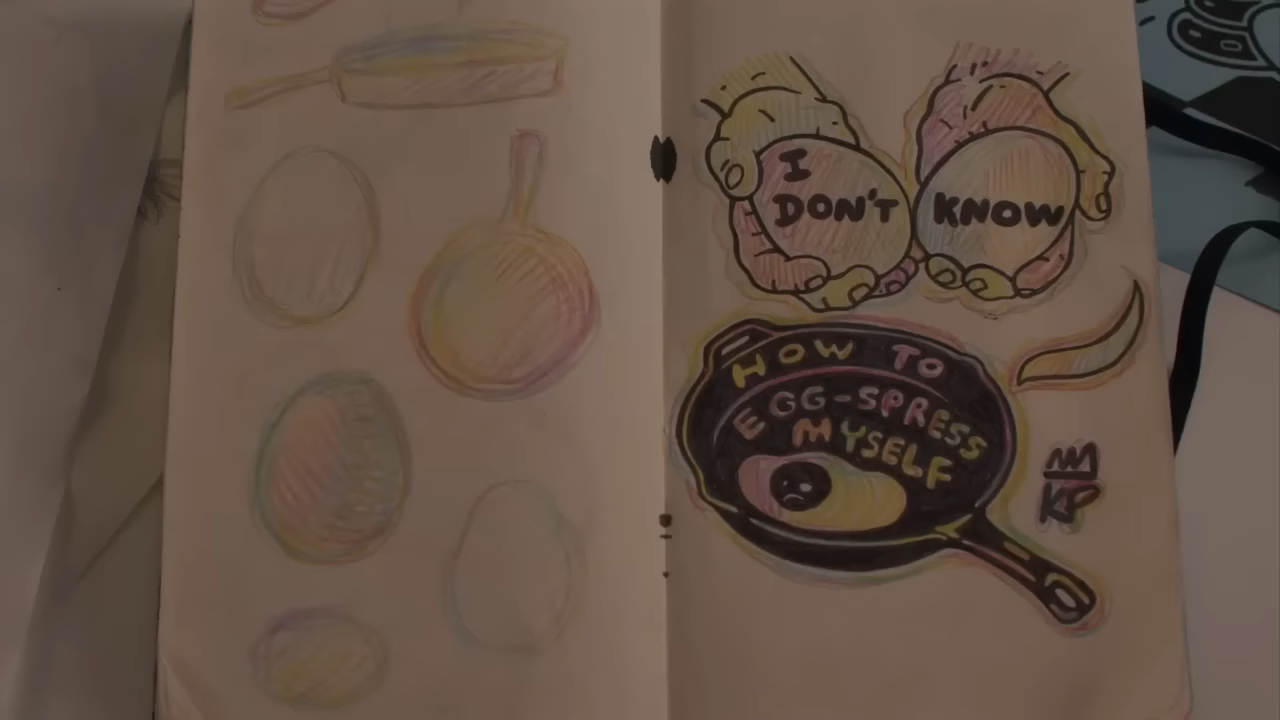 I
DON'T KNOW
HOW TO
EGG-SPRESS
MYSELF
KP